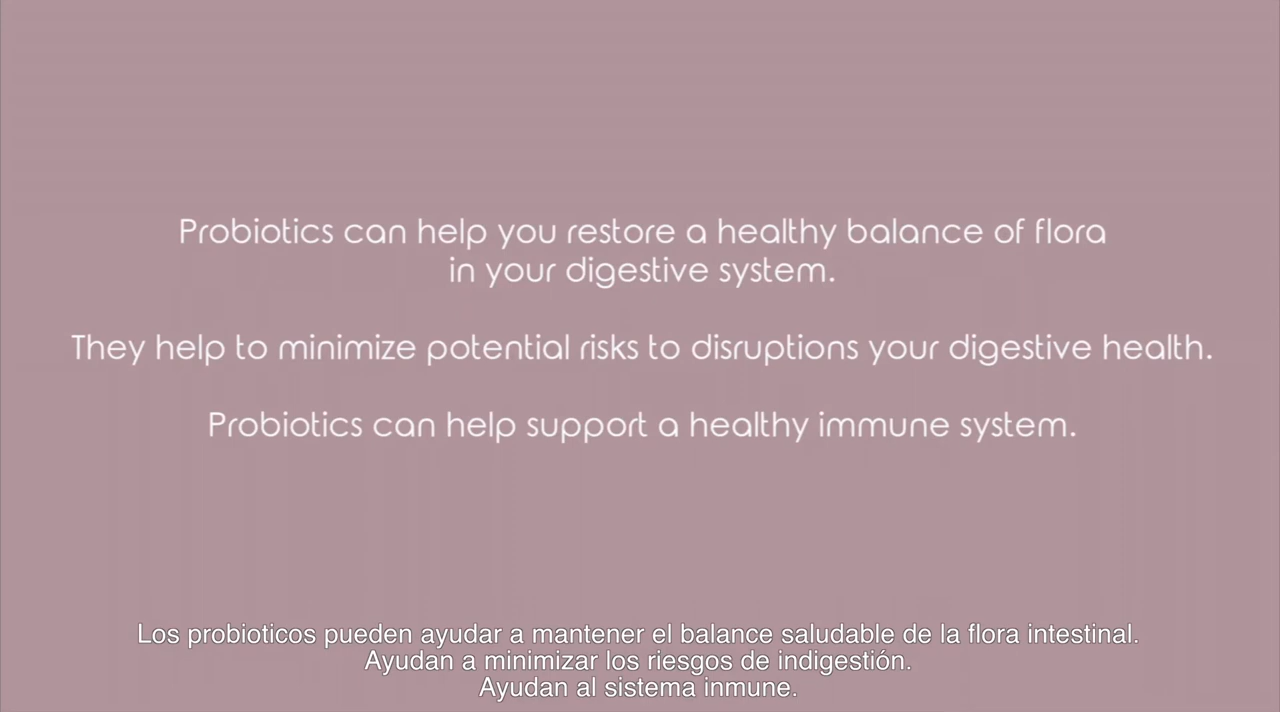 Probiotics can help you restore a healthy balance of flora
in your digestive system.
They help to minimize potential risks to disruptions your digestive health.
Probiotics can help support a healthy immune system.
Los probioticos pueden ayudar a mantener el balance saludable de la flora intestinal.
Ayudan a minimizar los riesgos de indigestión.
Ayudan al sistema inmune.